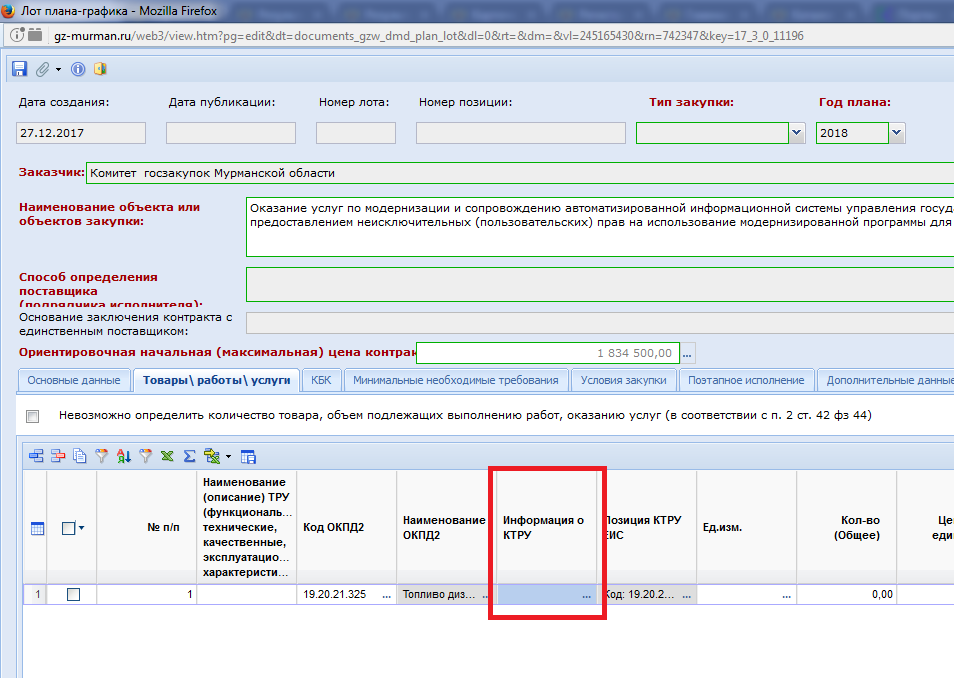 Лот плана-графика - Mozilla Firefox
gz-murman.ru/web3/view.htm?pg=edit&dt=documents_gzw_dmd_plan_lot&dl=0&rt=&dm=&vl=245165430&rn=742347&key=17_3_0_11196
Дата создания: Дата публикации: Номер лота: Номер позиции: Тип закупки: Год плана:
27.12.2017 2018
Заказчик: Комитет госзакупок Мурманской области
Наименование объекта или
объектов закупки:
Оказание услуг по модернизации и сопровождению автоматизированной информационной системы управления госуд
предоставлением неисключительных (пользовательских) прав на использование модернизированной программы для
Способ определения
поставщика
(подрядчика исполнителя):
Основание заключения контракта с
единственным поставщиком:
Ориентировочная начальная (максимальная) цена контрак 1 834 500,00 ...
Основные данные Товары\ работы\ услуги КБК Минимальные необходимые требования Условия закупки Поэтапное исполнение Дополнительные данные
Невозможно определить количество товара, объем подлежащих выполнению работ, оказанию услуг (в соответствии с п. 2 ст. 42 фз 44)
№ п/п
Наименование
(описание) ТРУ
(функциональ...
технические,
качественные,
эксплуатацио...
характеристи...
Код ОКПД2
Наименование
ОКПД2
Информация о
КТРУ
Позиция КТРУ
ЕИС
Ед.изм.
Кол-во
(Общее)
Це
еди
1 1 19.20.21.325 ... Топливо диз... ... ... Код: 19.20.2... ... ... 0,00